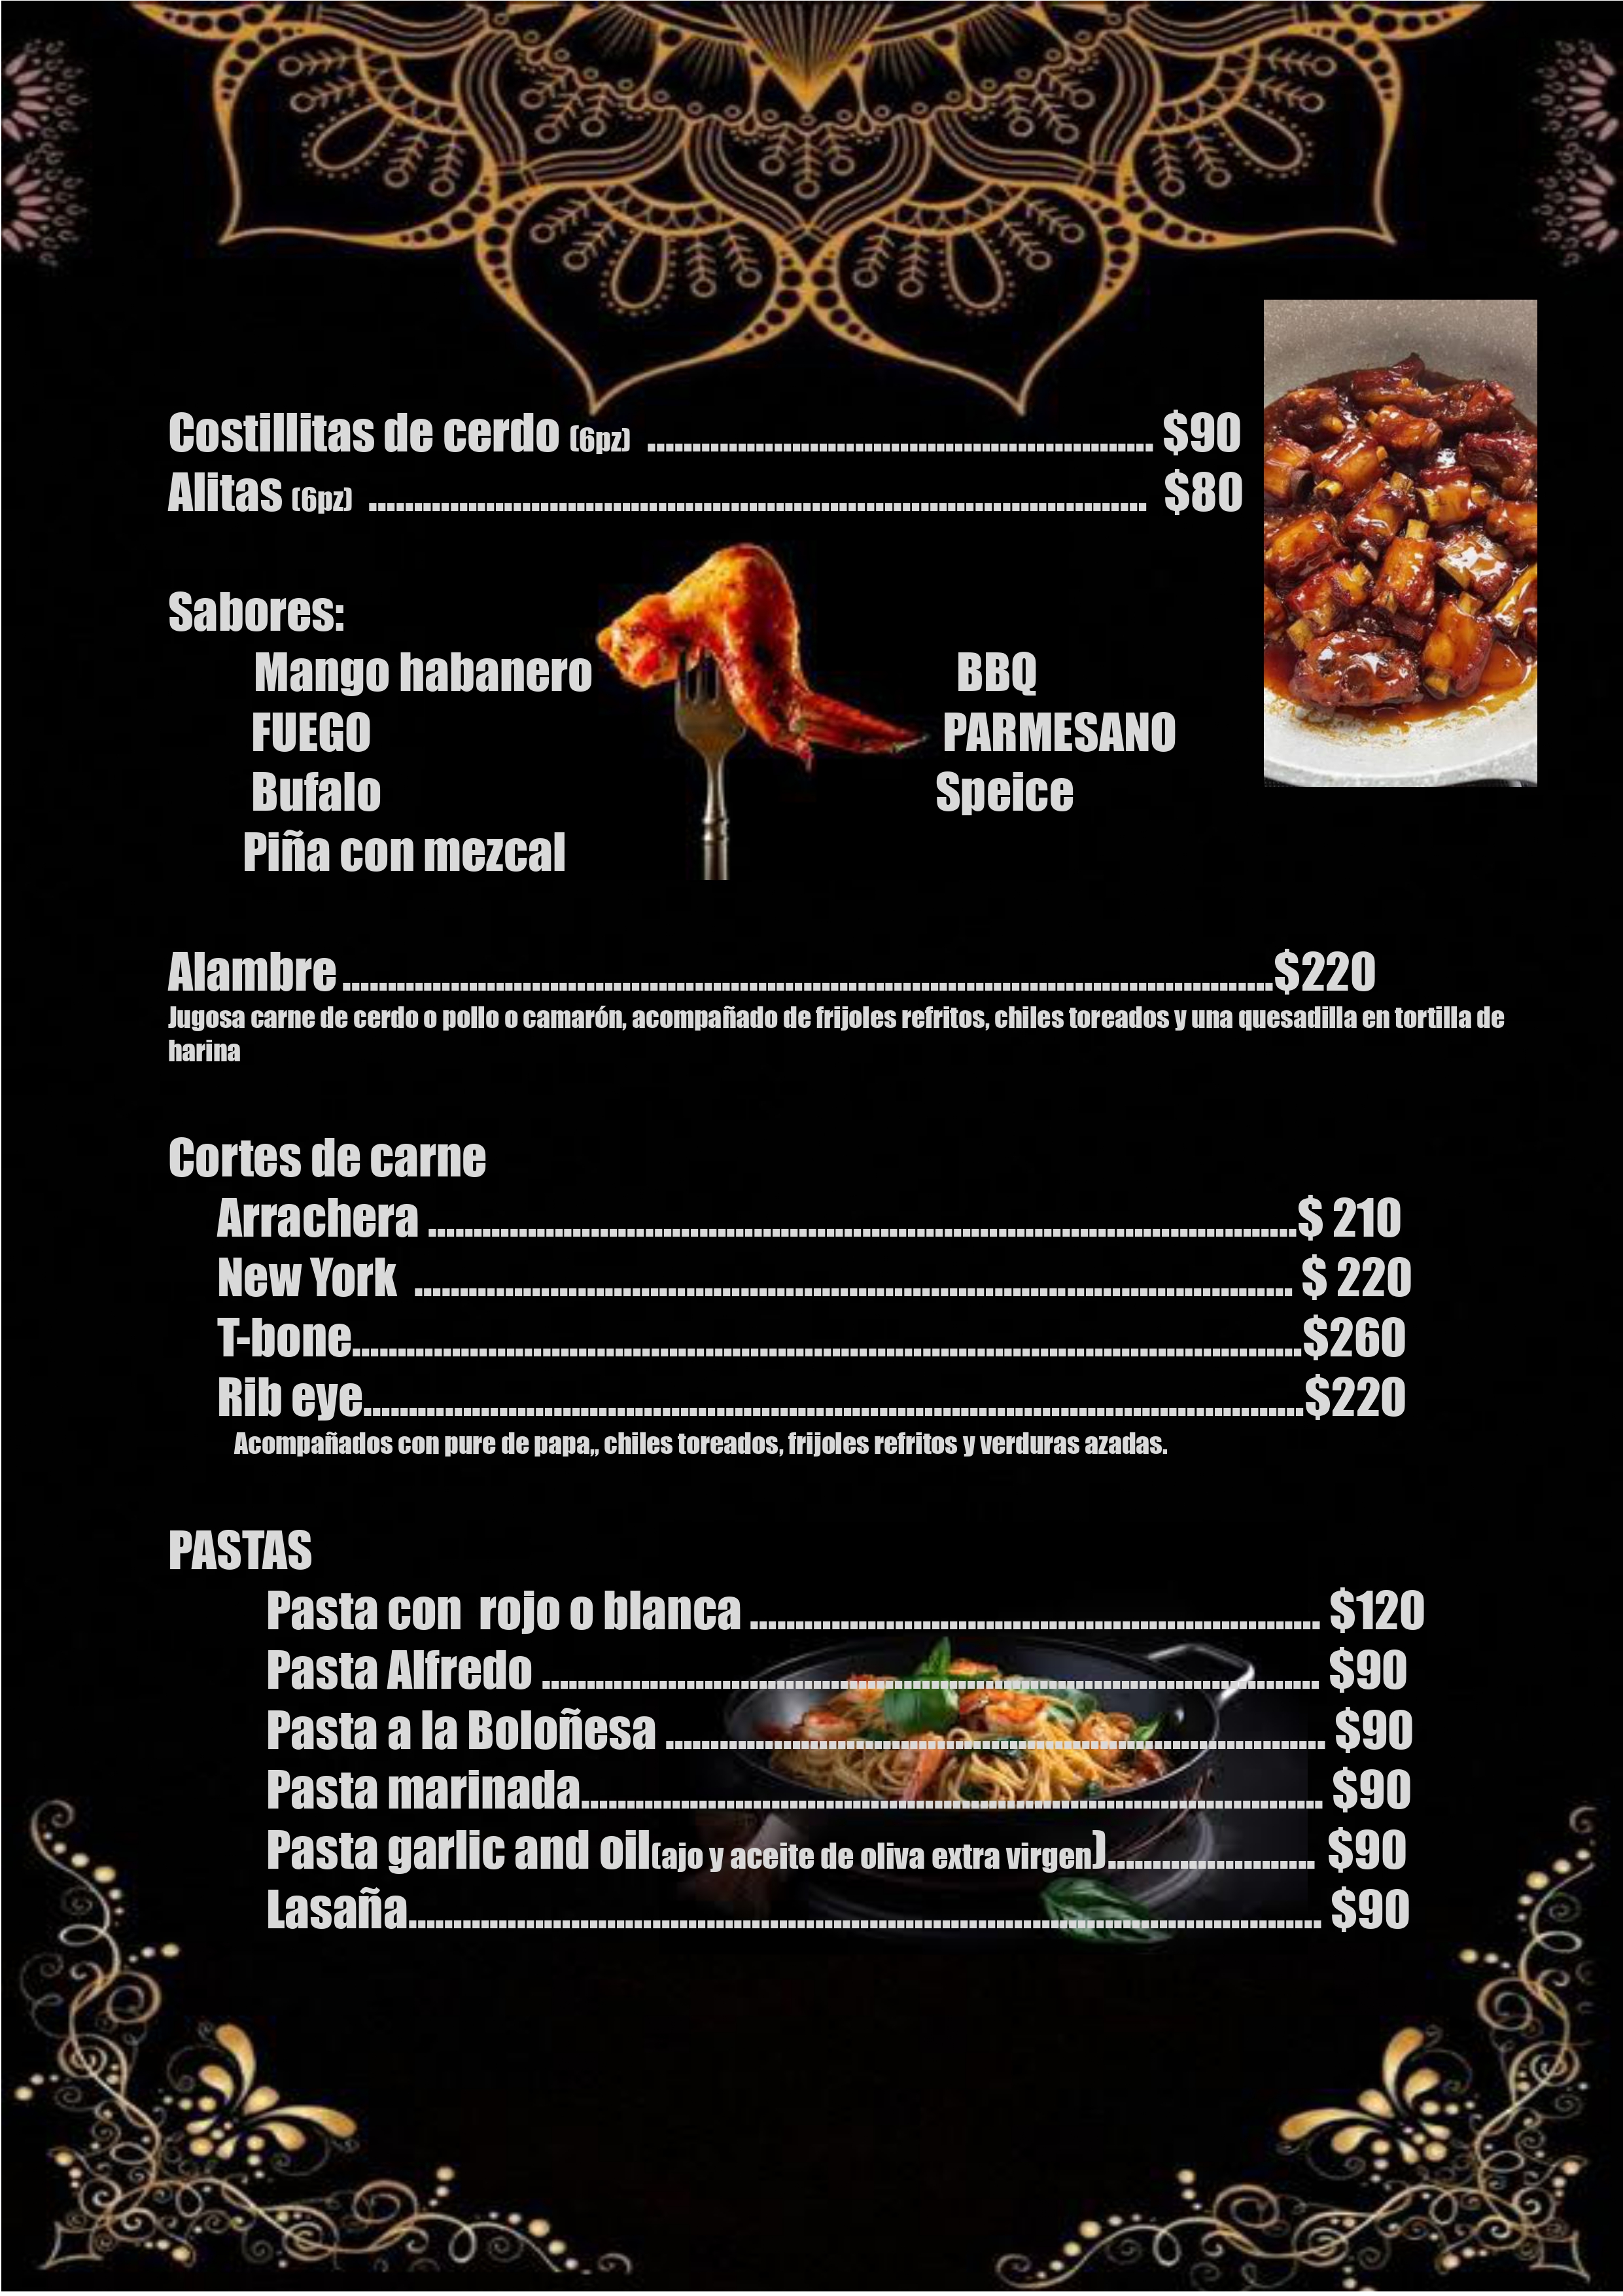 Costillitas de cerdo (6pz) ........................................................ $90
Alitas (6pz) ...................................................................................... $80
Sabores:
Mango habanero BBQ
FUEGO PARMESANO
Bufalo Speice
Piña con mezcal
Alambre.......................................................................................................$220
Jugosa carne de cerdo o pollo o camarón, acompañado de frijoles refritos, chiles toreados y una quesadilla en tortilla de
harina
Cortes de carne
Arrachera ................................................................................................$ 210
New York ................................................................................................. $ 220
T-bone.........................................................................................................$260
Rib eye........................................................................................................$220
Acompañados con pure de papa,, chiles toreados, frijoles refritos y verduras azadas.
PASTAS
Pasta con rojo o blanca ............................................................... $120
Pasta Alfredo ...................................................................................... $90
Pasta a la Boloñesa ......................................................................... $90
Pasta marinada.................................................................................. $90
Pasta garlic and oil(ajo y aceite de oliva extra virgen)....................... $90
Lasaña..................................................................................................... $90